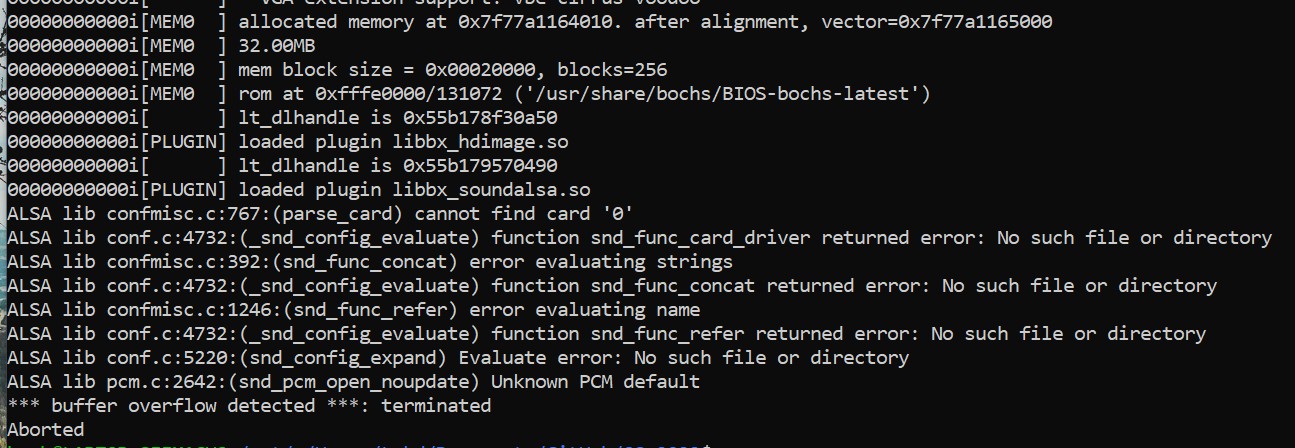 VGA extension support: vbe cirrus voodoo
00000000000i[MEM0  ] allocated memory at 0x7f77a1164010. after alignment, vector=0x7f77a1165000
00000000000i[MEM0  ] 32.00MB
00000000000i[MEM0  ] mem block size = 0x00020000, blocks=256
00000000000i[MEM0  ] rom at 0xfffe0000/131072 ('/usr/share/bochs/BIOS-bochs-latest')
00000000000i[      ] lt_dlhandle is 0x55b178f30a50
00000000000i[PLUGIN] loaded plugin libbx_hdimage.so
00000000000i[      ] lt_dlhandle is 0x55b179570490
00000000000i[PLUGIN] loaded plugin libbx_soundalsa.so
ALSA lib confmisc.c:767:(parse_card) cannot find card '0'
ALSA lib conf.c:4732:(_snd_config_evaluate) function snd_func_card_driver returned error: No such file or directory
ALSA lib confmisc.c:392:(snd_func_concat) error evaluating strings
ALSA lib conf.c:4732:(_snd_config_evaluate) function snd_func_concat returned error: No such file or directory
ALSA lib confmisc.c:1246:(snd_func_refer) error evaluating name
ALSA lib conf.c:4732:(_snd_config_evaluate) function snd_func_refer returned error: No such file or directory
ALSA lib conf.c:5220:(snd_config_expand) Evaluate error: No such file or directory
ALSA lib pcm.c:2642:(snd_pcm_open_noupdate) Unknown PCM default
*** buffer overflow detected ***: terminated
Aborted